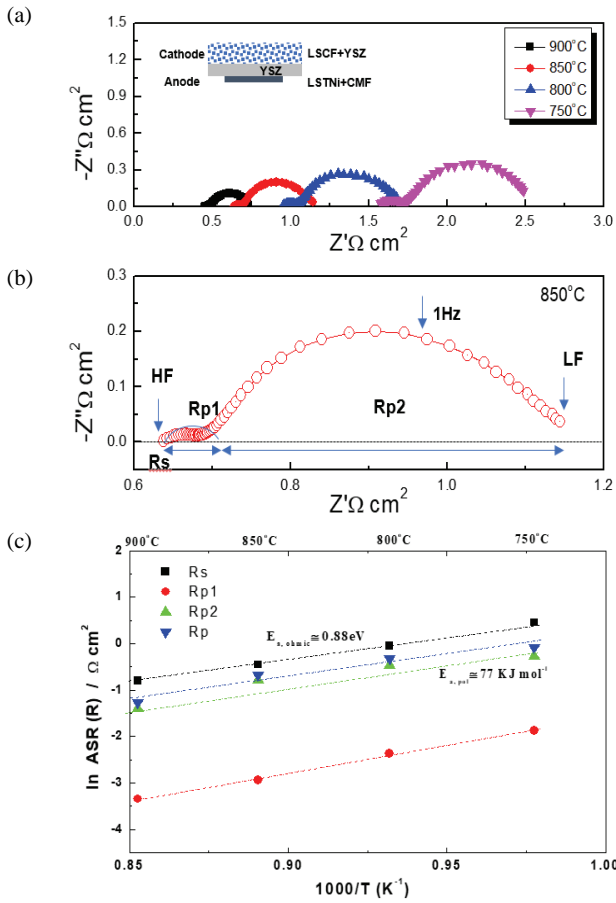 (a)
1.5
1.2
0.9
0.6
0.3
0.0
-Z''Ω cm²
0.0 0.5 1.0 1.5 2.0 2.5 3.0
Z'Ω cm²
Cathode LSCF+YSZ
YSZ
Anode LSTNi+CMF
900°C
850°C
800°C
750°C
(b)
0.3
0.2
0.1
0.0
-Z''Ω cm²
850°C
1Hz
HF
LF
Rp1
Rp2
Rs
0.6 0.8 1.0 1.2
Z'Ω cm²
(c)
900°C 850°C 800°C 750°C
2
1
0
-1
-2
-3
-4
ln ASR (R) / Ω cm²
Rs
Rp1
Rp2
Rp
E a, ohmic ≅ 0.88eV
E a, pol ≅ 77 KJ mol⁻¹
0.85 0.90 0.95 1.00
1000/T (K⁻¹)